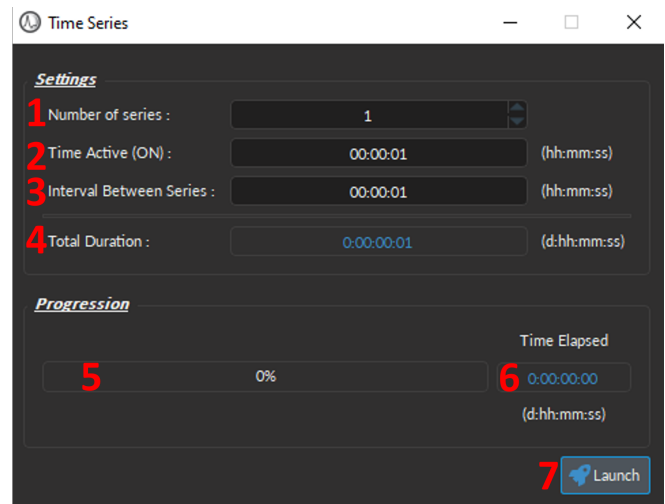 Time Series
Settings
1 Number of series : 1
2 Time Active (ON) : 00:00:01 (hh:mm:ss)
3 Interval Between Series : 00:00:01 (hh:mm:ss)
4 Total Duration : 0:00:00:01 (d:hh:mm:ss)
Progression
Time Elapsed
5 0% 6 0:00:00:00
(d:hh:mm:ss)
7 Launch